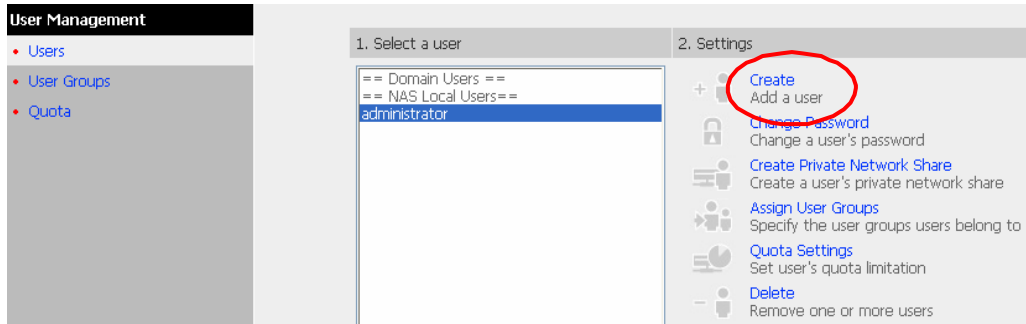 User Management
Users
User Groups
Quota
1. Select a user
== Domain Users ==
== NAS Local Users==
administrator
2. Settings
Create
Add a user
Change Password
Change a user's password
Create Private Network Share
Create a user's private network share
Assign User Groups
Specify the user groups users belong to
Quota Settings
Set user's quota limitation
Delete
Remove one or more users